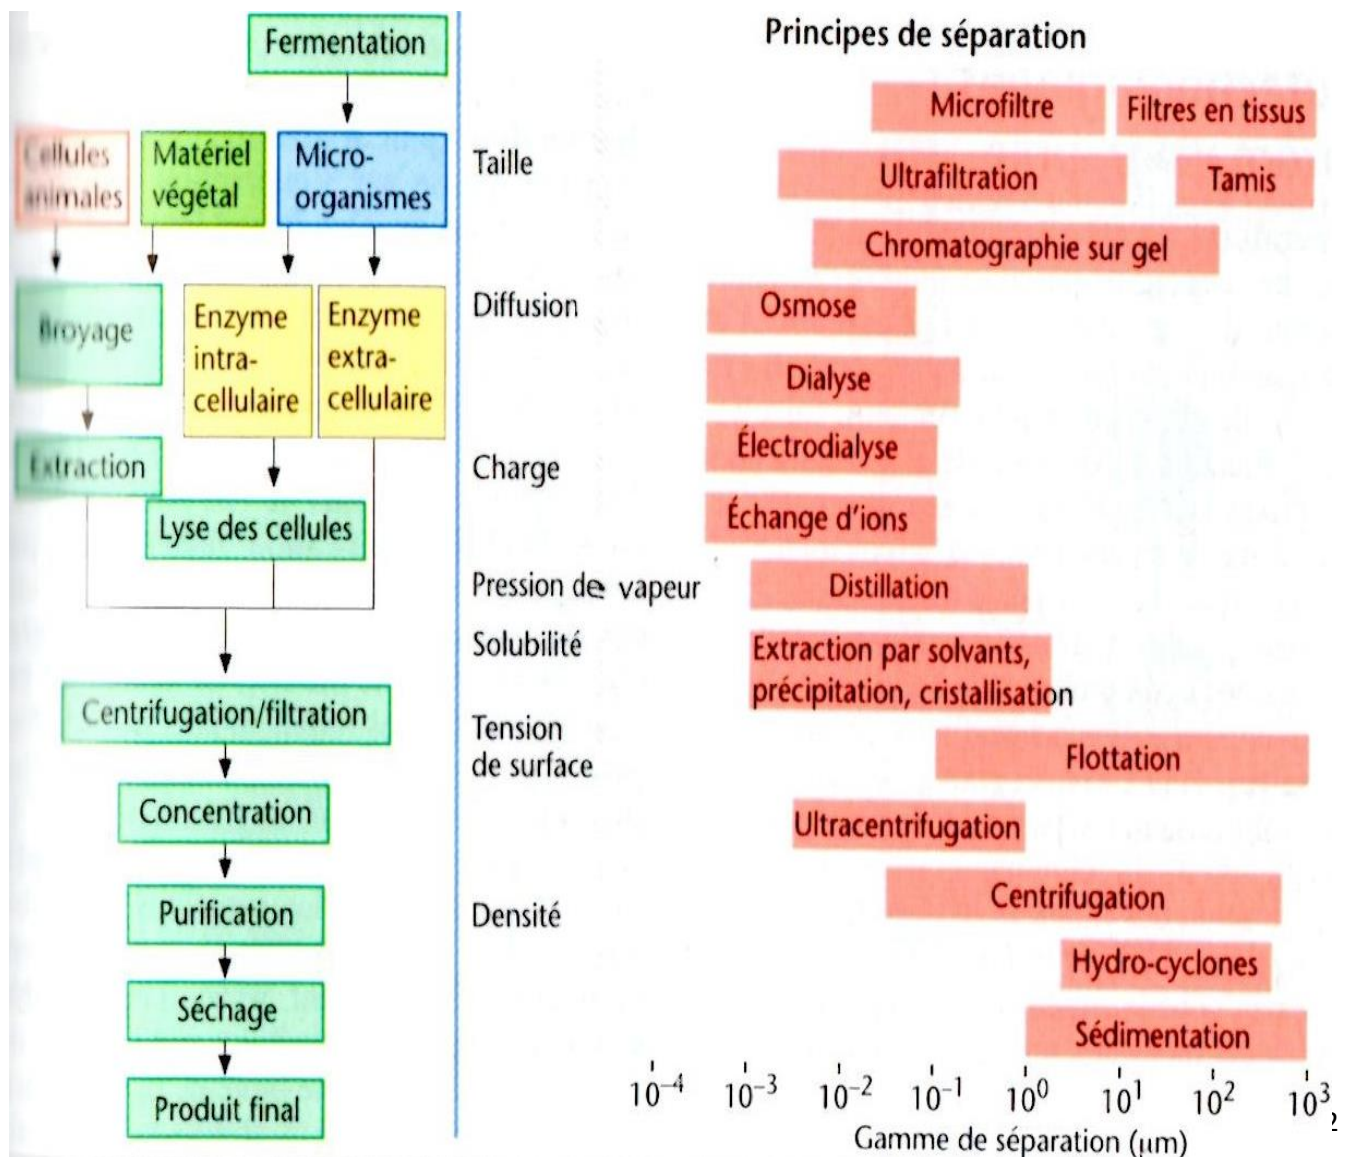 Fermentation
Cellules
animales
Matériel
végétal
Micro-
organismes
Broyage
Enzyme
intra-
cellulaire
Enzyme
extra-
cellulaire
Extraction
Lyse des cellules
Centrifugation/filtration
Concentration
Purification
Séchage
Produit final
Principes de séparation
Taille
Microfiltre
Filtres en tissus
Ultrafiltration
Tamis
Chromatographie sur gel
Diffusion
Osmose
Dialyse
Charge
Électrodialyse
Échange d'ions
Pression de vapeur
Distillation
Solubilité
Extraction par solvants,
précipitation, cristallisation
Tension
de surface
Flottation
Densité
Ultracentrifugation
Centrifugation
Hydro-cyclones
Sédimentation
10⁻⁴ 10⁻³ 10⁻² 10⁻¹ 10⁰ 10¹ 10² 10³
Gamme de séparation (μm)